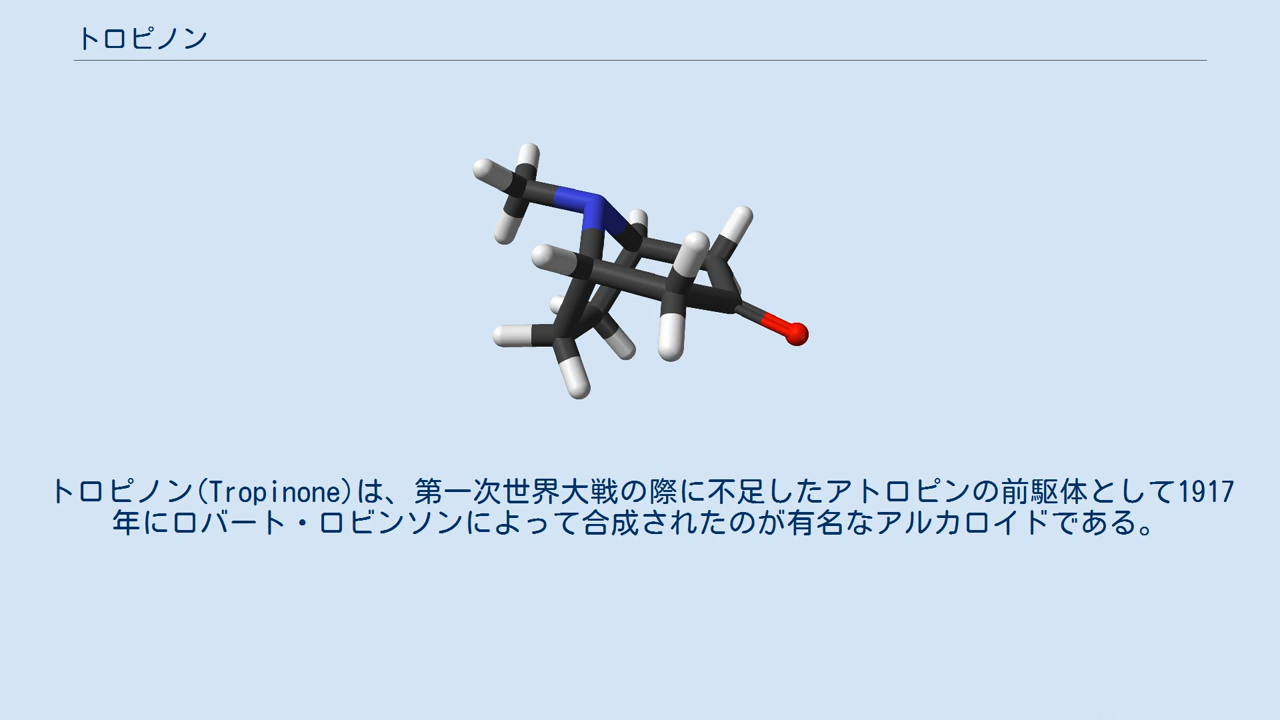 トロピノン
トロピノン(Tropinone)は、第一次世界大戦の際に不足したアトロピンの前駆体として1917
年にロバート・ロビンソンによって合成されたのが有名なアルカロイドである。